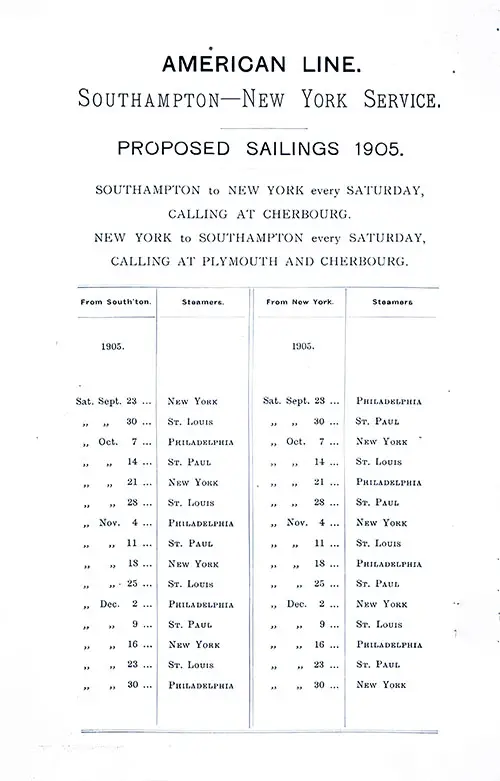 AMERICAN LINE.
SOUTHAMPTON—NEW YORK SERVICE.
PROPOSED SAILINGS 1905.
SOUTHAMPTON to NEW YORK every SATURDAY,
CALLING AT CHERBOURG.
NEW YORK to SOUTHAMPTON every SATURDAY,
CALLING AT PLYMOUTH AND CHERBOURG.
From South'ton. Steamers. From New York. Steamers
1905. 1905.
Sat. Sept. 23 ... NEW YORK Sat. Sept. 23 ... PHILADELPHIA
„ „ 30 ... ST. LOUIS „ „ 30 ... ST. PAUL
„ Oct. 7 ... PHILADELPHIA „ Oct. 7 ... NEW YORK
„ „ 14 ... ST. PAUL „ „ 14 ... ST. LOUIS
„ „ 21 ... NEW YORK „ „ 21 ... PHILADELPHIA
„ „ 28 ... ST. LOUIS „ „ 28 ... ST. PAUL
„ Nov. 4 ... PHILADELPHIA „ Nov. 4 ... NEW YORK
„ „ 11 ... ST. PAUL „ „ 11 ... ST. LOUIS
„ „ 18 ... NEW YORK „ „ 18 ... PHILADELPHIA
„ „ 25 ... ST. LOUIS „ „ 25 ... ST. PAUL
„ Dec. 2 ... PHILADELPHIA „ Dec. 2 ... NEW YORK
„ „ 9 ... ST. PAUL „ „ 9 ... ST. LOUIS
„ „ 16 ... NEW YORK „ „ 16 ... PHILADELPHIA
„ „ 23 ... ST. LOUIS „ „ 23 ... ST. PAUL
„ „ 30 ... PHILADELPHIA „ „ 30 ... NEW YORK